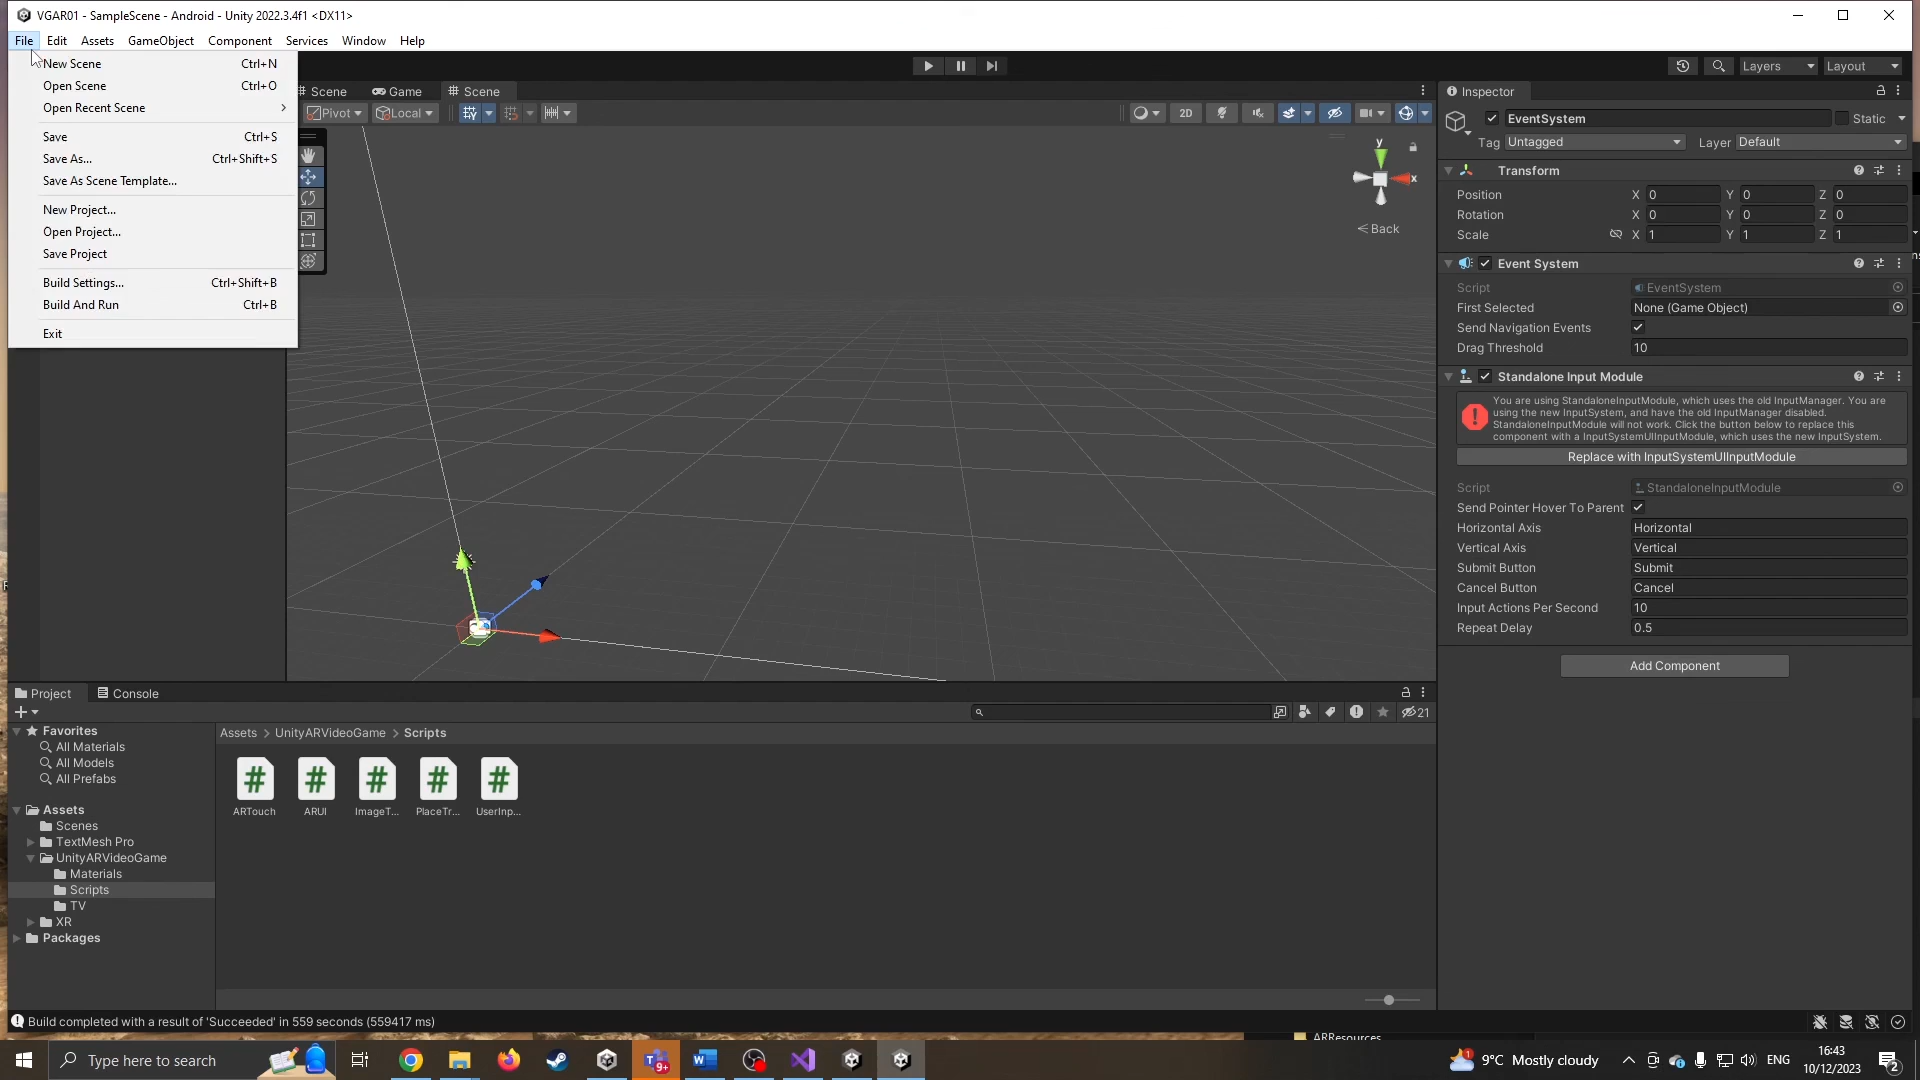 VGAR01 - SampleScene - Android - Unity 2022.3.4f1 <DX11>
File Edit Assets GameObject Component Services Window Help
New Scene Ctrl+N
Open Scene Ctrl+O
Open Recent Scene
Save Ctrl+S
Save As... Ctrl+Shift+S
Save As Scene Template...
New Project...
Open Project...
Save Project
Build Settings... Ctrl+Shift+B
Build And Run Ctrl+B
Exit
Layers Layout
Scene Game Scene
Pivot Local 2D
y
x
Back
Inspector
EventSystem Static
Tag Untagged Layer Default
Transform
Position X 0 Y 0 Z 0
Rotation X 0 Y 0 Z 0
Scale X 1 Y 1 Z 1
Event System
Script EventSystem
First Selected None (Game Object)
Send Navigation Events
Drag Threshold 10
Standalone Input Module
You are using StandaloneInputModule, which uses the old InputManager. You are
using the new InputSystem, and have the old InputManager disabled.
StandaloneInputModule will not work. Click the button below to replace this
component with a InputSystemUIInputModule, which uses the new InputSystem.
Replace with InputSystemUIInputModule
Script StandaloneInputModule
Send Pointer Hover To Parent
Horizontal Axis Horizontal
Vertical Axis Vertical
Submit Button Submit
Cancel Button Cancel
Input Actions Per Second 10
Repeat Delay 0.5
Add Component
Project Console
21
Favorites
All Materials
All Models
All Prefabs
Assets
Scenes
TextMesh Pro
UnityARVideoGame
Materials
Scripts
TV
XR
Packages
Assets > UnityARVideoGame > Scripts
ARTouch ARUI ImageT... PlaceTr... UserInp...
Build completed with a result of 'Succeeded' in 559 seconds (559417 ms)
ARResources
Type here to search
9+
9°C Mostly cloudy
ENG
16:43
10/12/2023
2